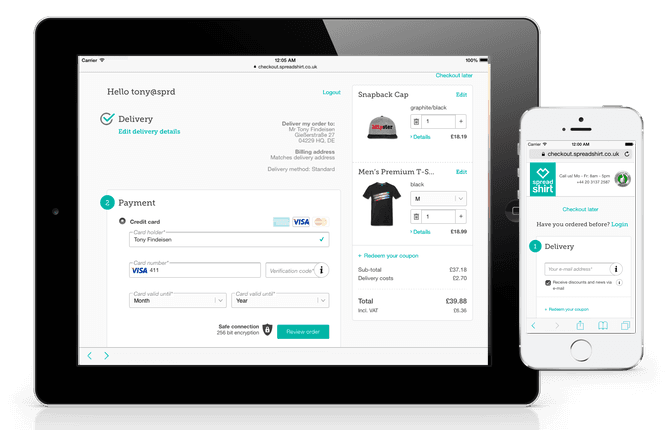 Carrier
12:05 AM
100%
checkout.spreadshirt.co.uk
Checkout later
Hello tony@sprd
Logout
Delivery
Edit delivery details
Deliver my order to:
Mr Tony Findeisen
Gießerstraße 27
04229 HQ, DE
Billing address
Matches delivery address
Delivery method: Standard
2 Payment
Credit card
VISA
Card holder*
Tony Findeisen
Card number*
VISA 411
Verification code* i
Card valid until*
Month
Card valid until*
Year
Safe connection
256 bit encryption
Review order
Snapback Cap
Edit
graphite/black
1 +
Details
£18.19
Men's Premium T-S...
Edit
black
M
1 +
Details
£18.99
+ Redeem your coupon
Sub-total £37.18
Delivery costs £2.70
Total £39.88
incl. VAT £6.36
Carrier
12:00 AM
checkout.spreadshirt.co.uk
spread
shirt
Call us! Mo - Fr: 8am - 5pm
+44 20 3137 2587
Checkout later
Have you ordered before? Login
1 Delivery
Your e-mail address* i
Receive discounts and news via
e-mail
i
+ Redeem your coupon